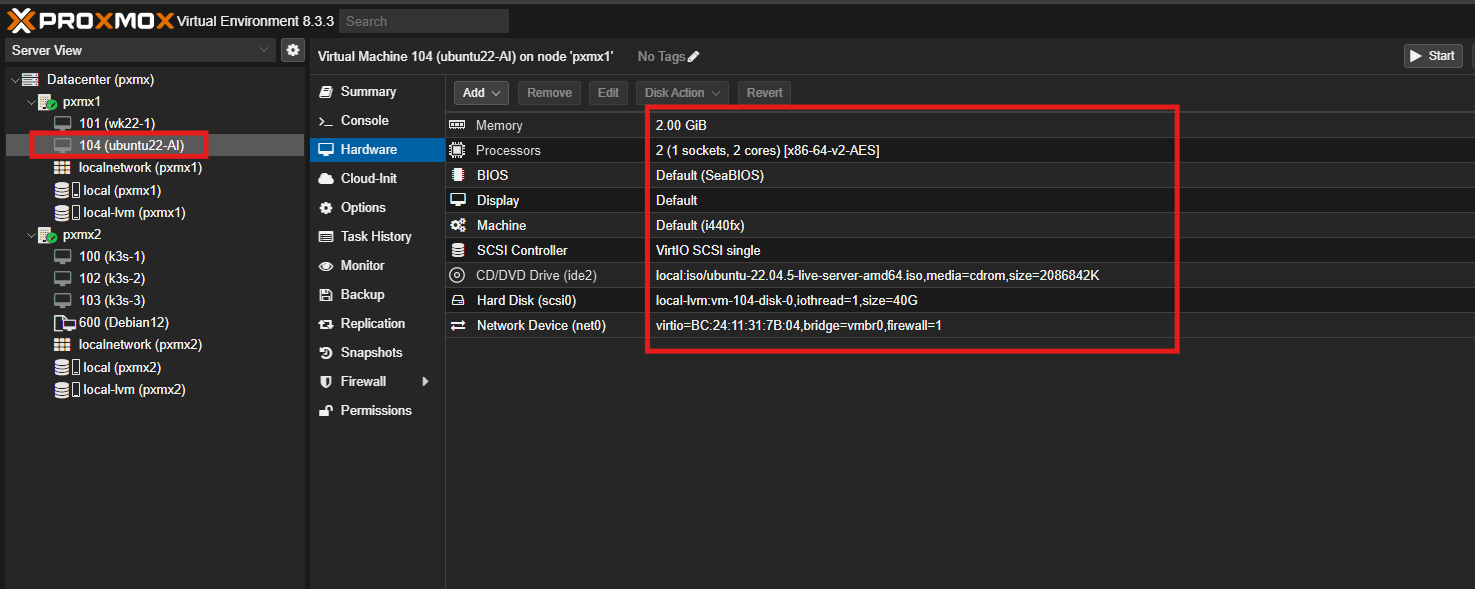 PROXMOX Virtual Environment 8.3.3 Search
Server View
Datacenter (pxmx)
pxmx1
101 (wk22-1)
104 (ubuntu22-AI)
localnetwork (pxmx1)
local (pxmx1)
local-lvm (pxmx1)
pxmx2
100 (k3s-1)
102 (k3s-2)
103 (k3s-3)
600 (Debian12)
localnetwork (pxmx2)
local (pxmx2)
local-lvm (pxmx2)
Virtual Machine 104 (ubuntu22-AI) on node 'pxmx1' No Tags Start
Summary
Console
Hardware
Cloud-Init
Options
Task History
Monitor
Backup
Replication
Snapshots
Firewall
Permissions
Add Remove Edit Disk Action Revert
Memory 2.00 GiB
Processors 2 (1 sockets, 2 cores) [x86-64-v2-AES]
BIOS Default (SeaBIOS)
Display Default
Machine Default (i440fx)
SCSI Controller VirtIO SCSI single
CD/DVD Drive (ide2) local:iso/ubuntu-22.04.5-live-server-amd64.iso,media=cdrom,size=2086842K
Hard Disk (scsi0) local-lvm:vm-104-disk-0,iothread=1,size=40G
Network Device (net0) virtio=BC:24:11:31:7B:04,bridge=vmbr0,firewall=1